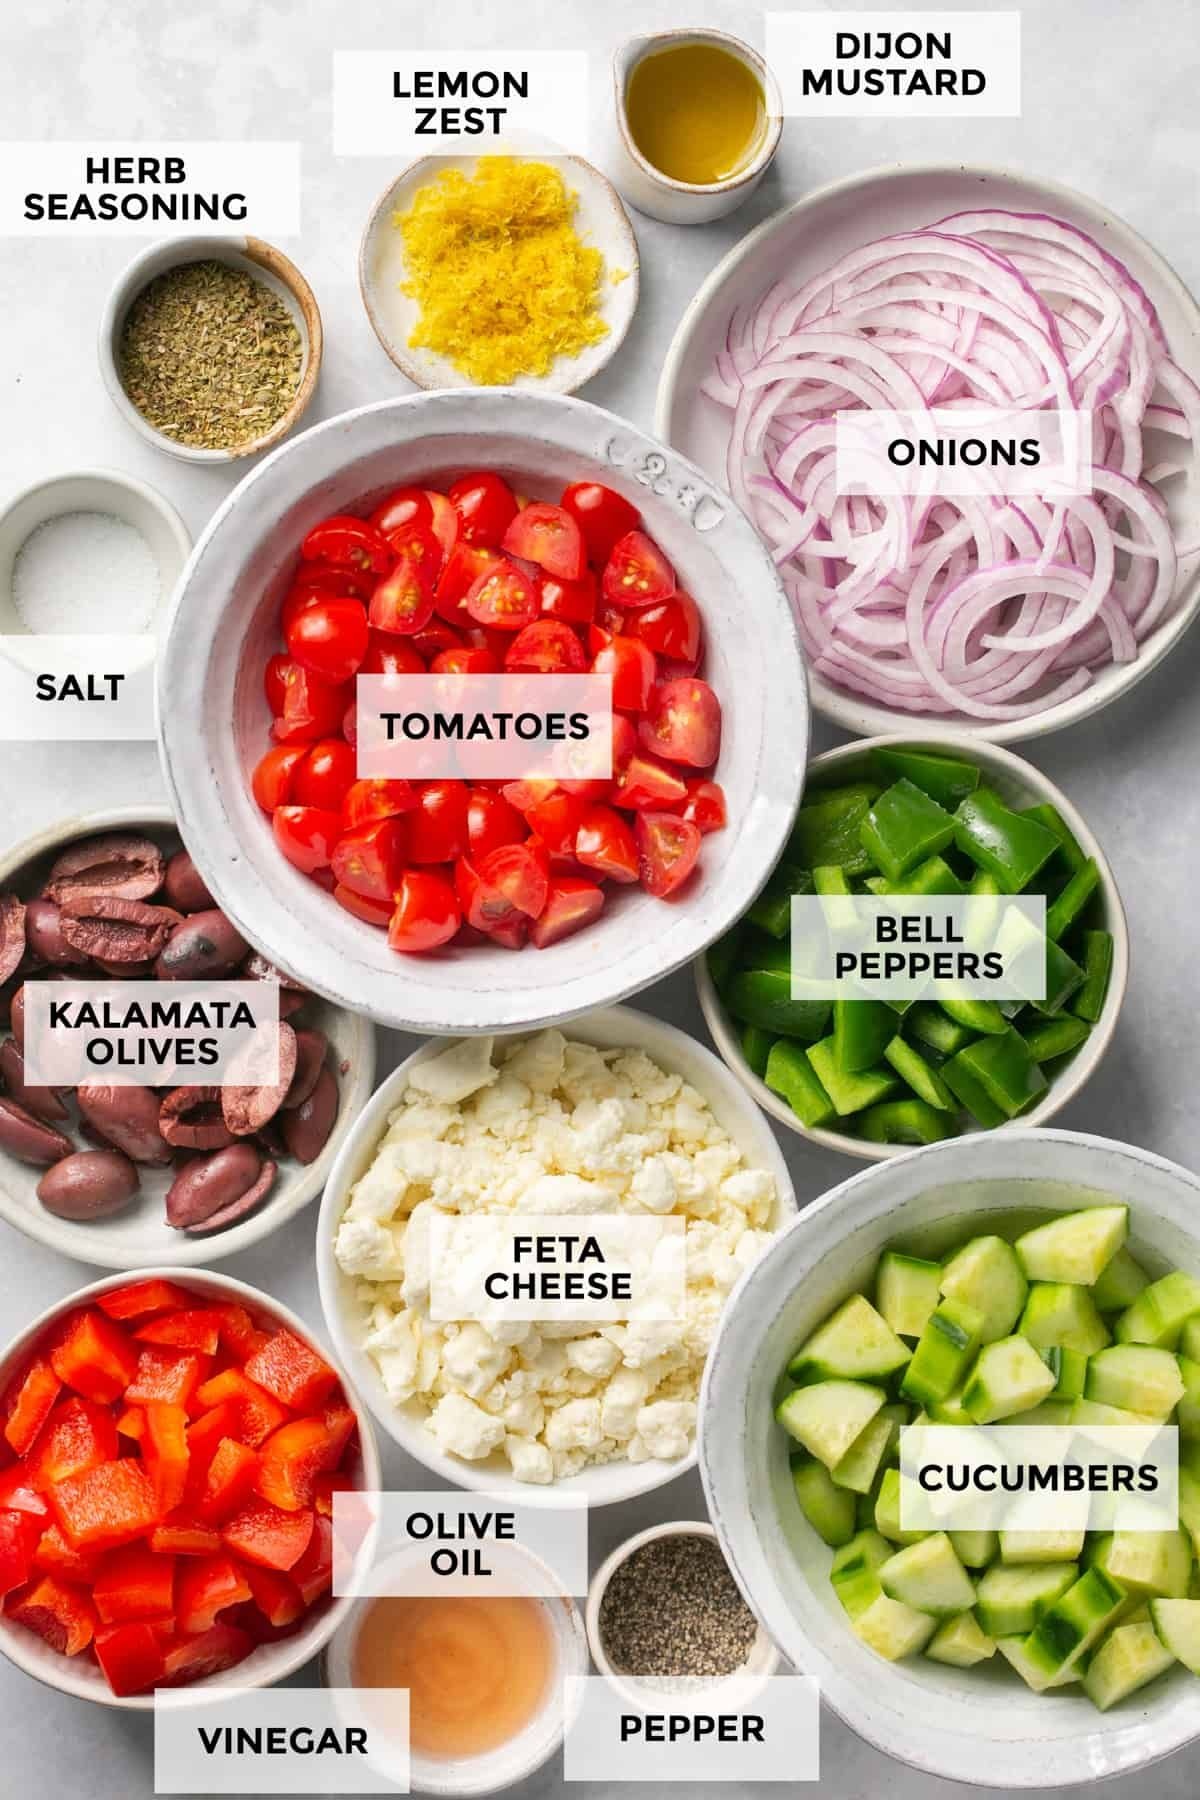 DIJON
MUSTARD
LEMON
ZEST
HERB
SEASONING
ONIONS
SALT
TOMATOES
BELL
PEPPERS
KALAMATA
OLIVES
FETA
CHEESE
CUCUMBERS
OLIVE
OIL
VINEGAR
PEPPER